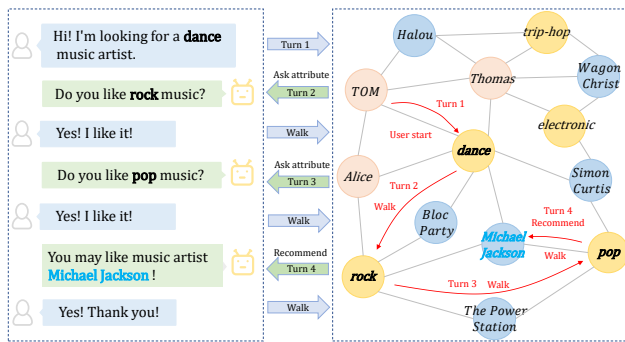 Hi! I'm looking for a dance
music artist.
Do you like rock music?
Yes! I like it!
Do you like pop music?
Yes! I like it!
You may like music artist
Michael Jackson !
Yes! Thank you!
Turn 1
Ask attribute
Turn 2
Walk
Ask attribute
Turn 3
Walk
Recommend
Turn 4
Walk
Halou
trip-hop
Wagon
Christ
TOM
Thomas
Turn 1
User start
electronic
dance
Alice
Turn 2
Walk
Simon
Curtis
Bloc
Party
Turn 4
Recommend
Michael
Jackson
Walk
pop
rock
Turn 3 Walk
The Power
Station